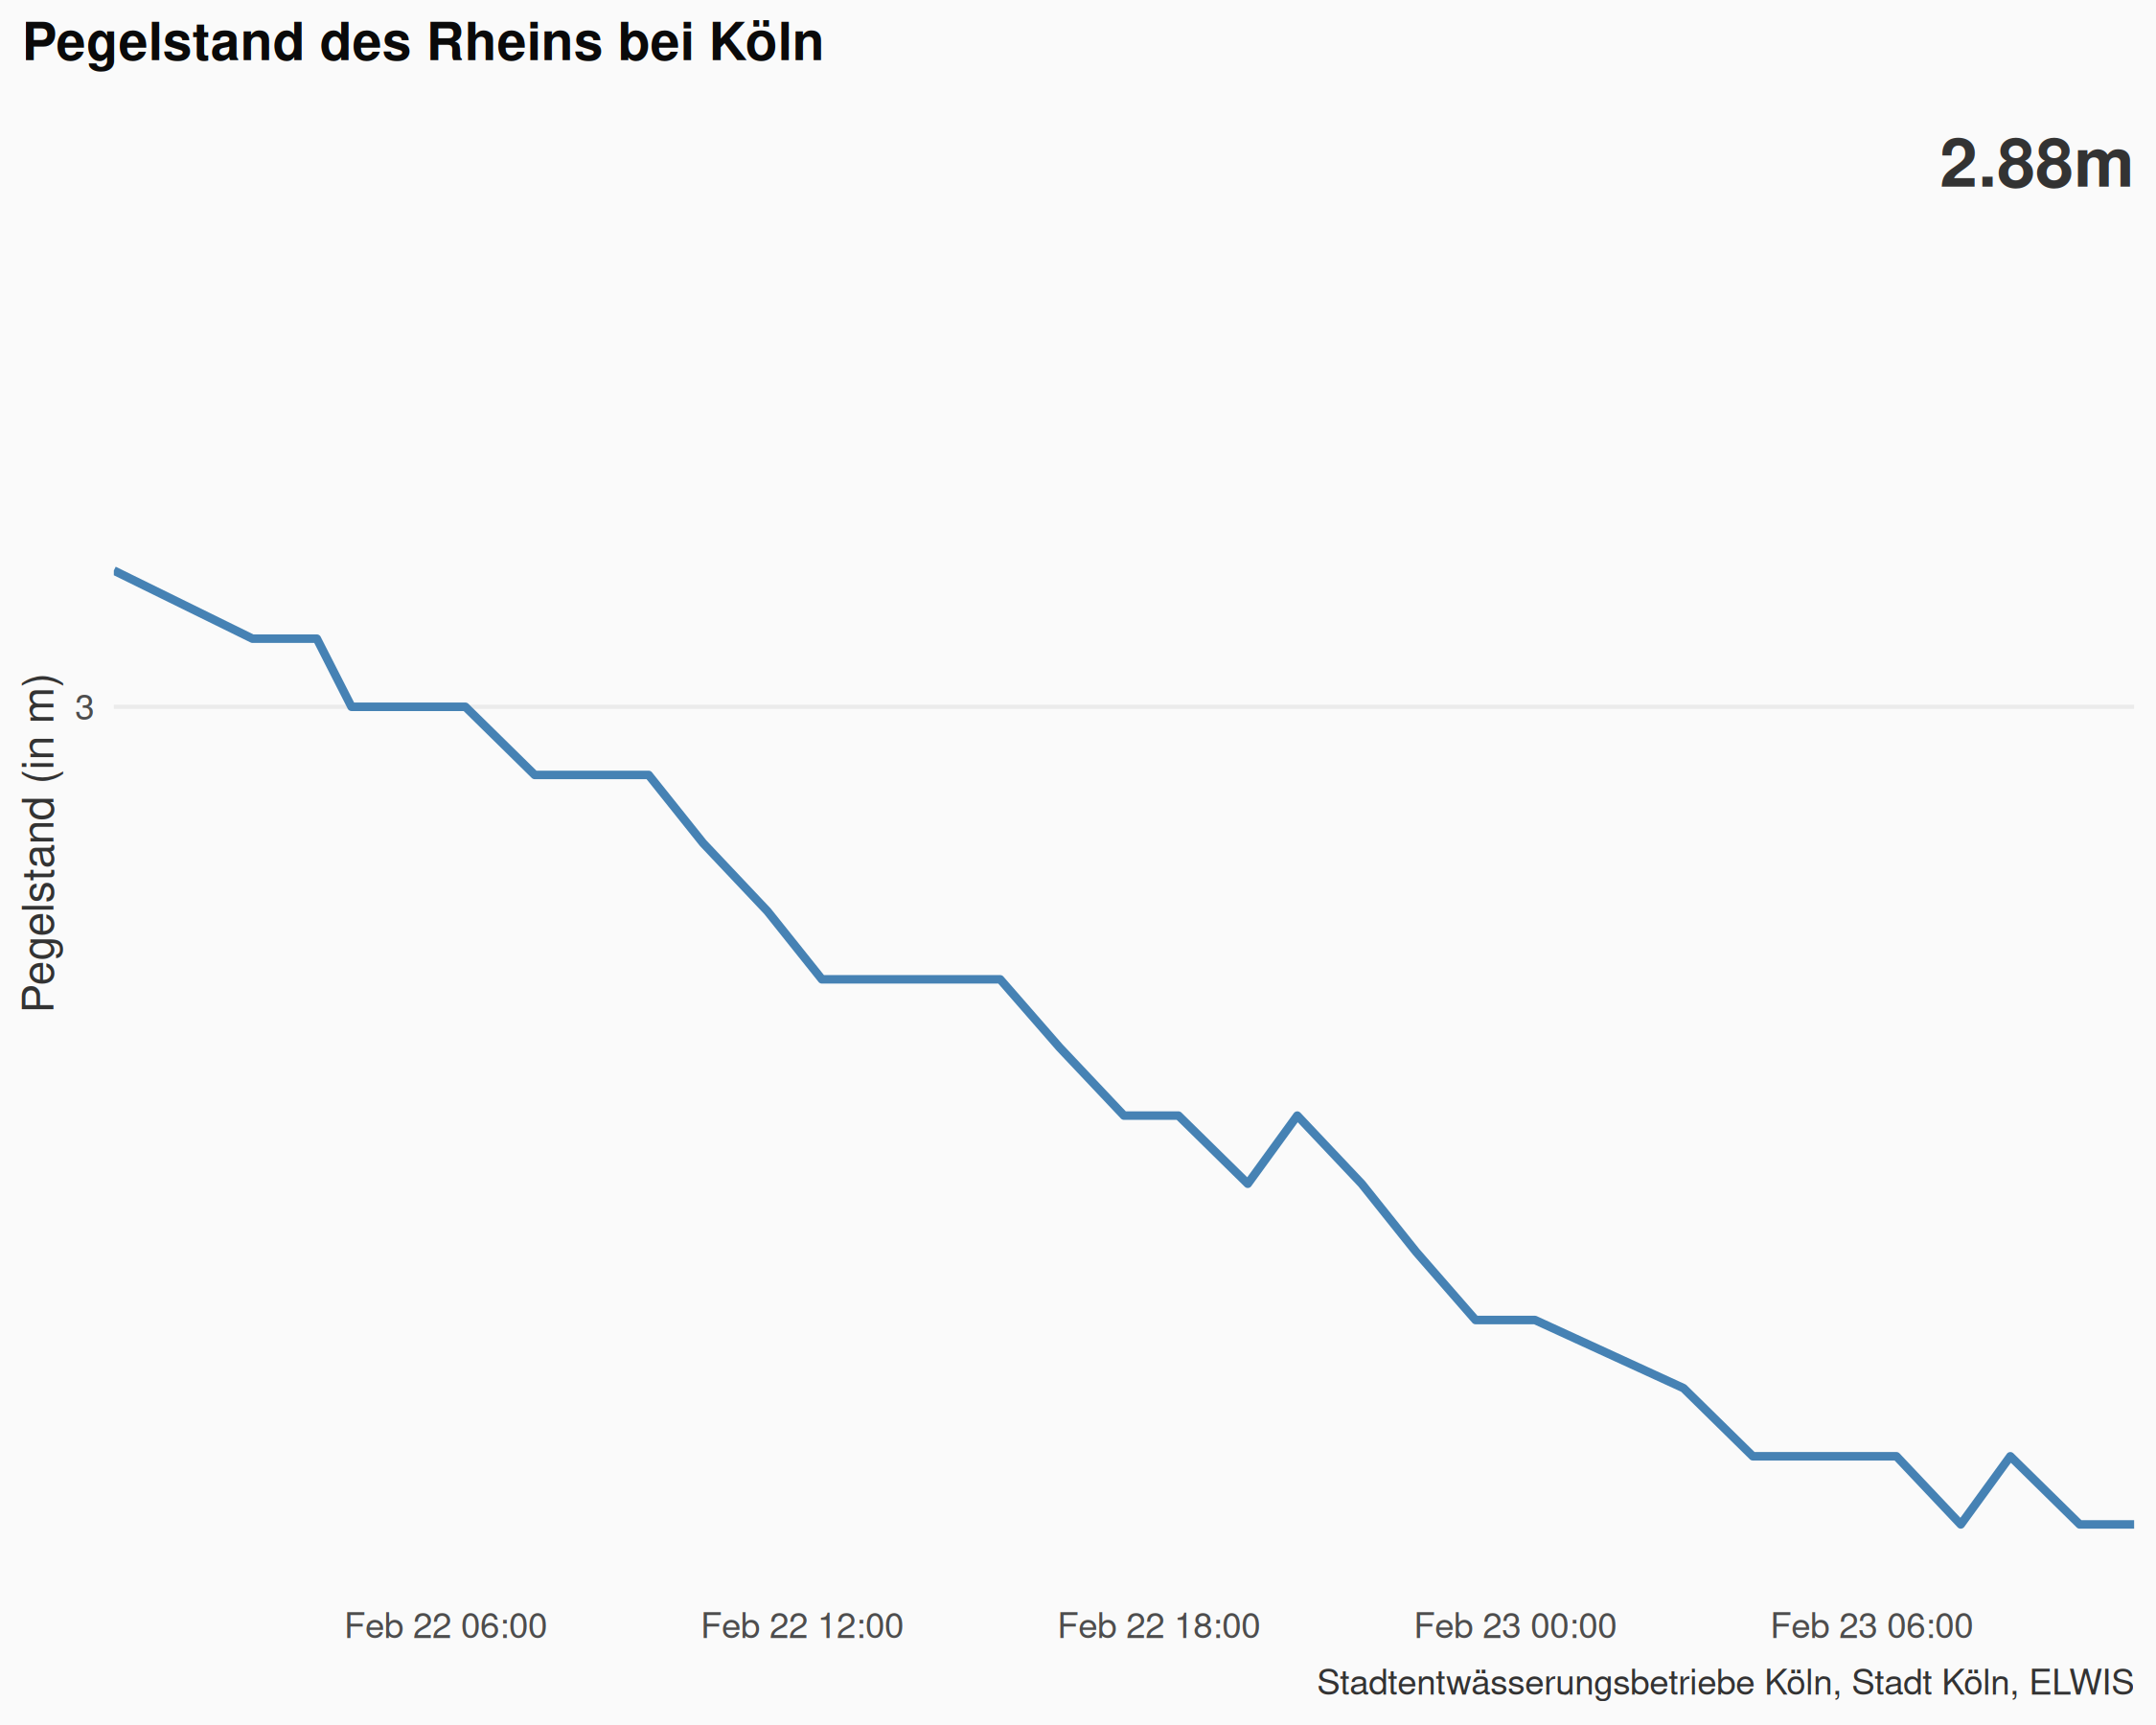 Pegelstand des Rheins bei Köln
2.88m
Pegelstand (in m)
3
Feb 22 06:00 Feb 22 12:00 Feb 22 18:00 Feb 23 00:00 Feb 23 06:00
Stadtentwässerungsbetriebe Köln, Stadt Köln, ELWIS